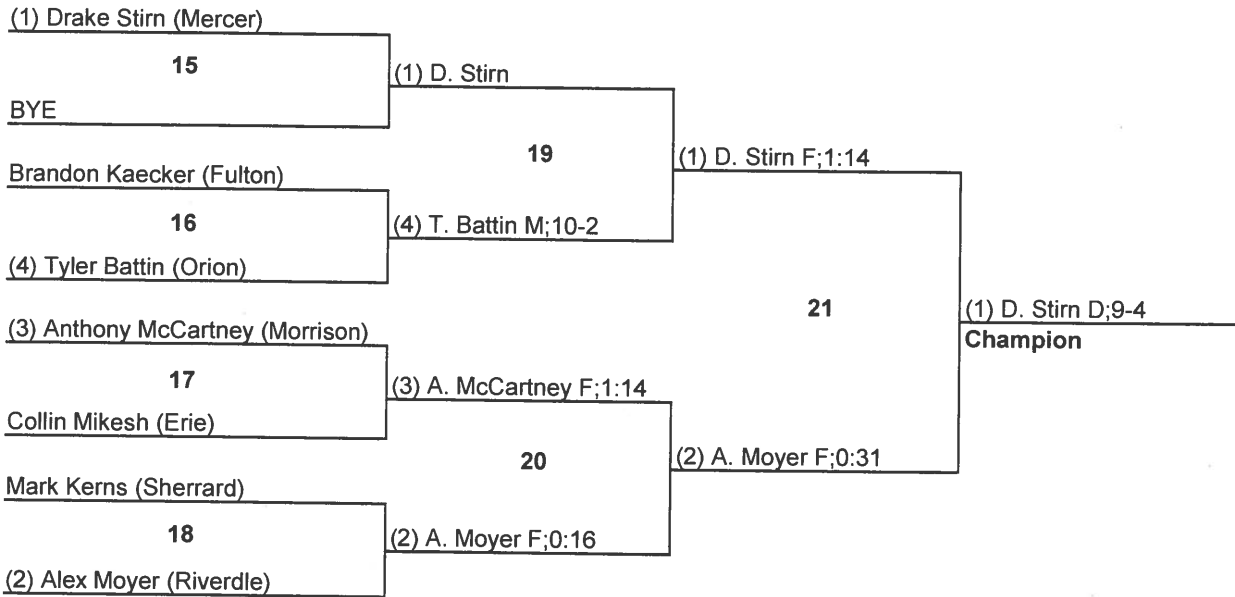 (1) Drake Stirn (Mercer)
15
(1) D. Stirn
BYE
19
(1) D. Stirn F;1:14
Brandon Kaecker (Fulton)
16
(4) T. Battin M;10-2
(4) Tyler Battin (Orion)
21
(1) D. Stirn D;9-4
Champion
(3) Anthony McCartney (Morrison)
17
(3) A. McCartney F;1:14
Collin Mikesh (Erie)
20
(2) A. Moyer F;0:31
Mark Kerns (Sherrard)
18
(2) A. Moyer F;0:16
(2) Alex Moyer (Riverdle)